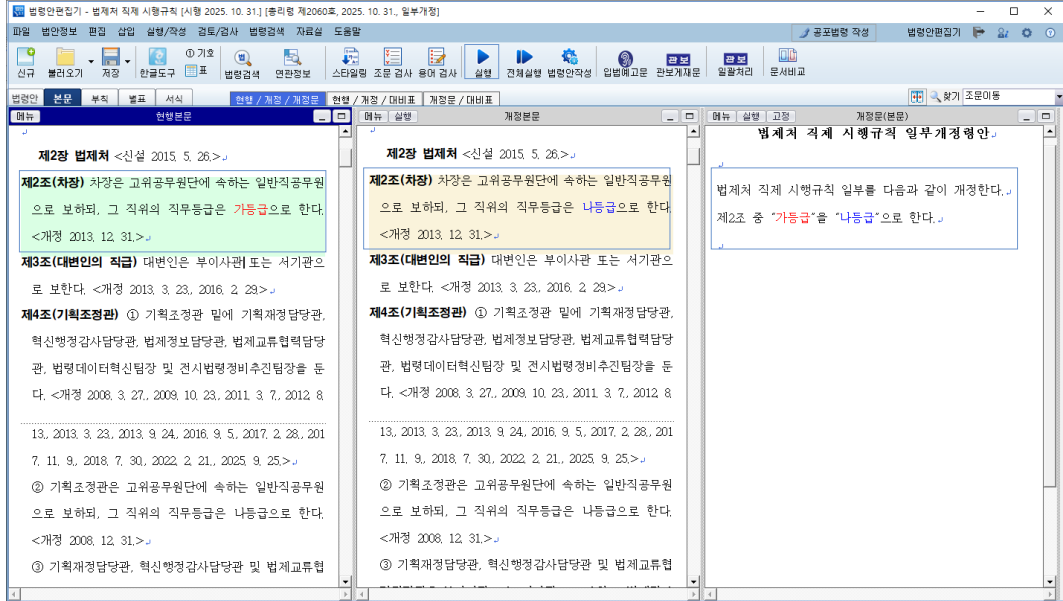 법령안편집기 - 법제처 직제 시행규칙 [시행 2025. 10. 31.] [총리령 제2060호, 2025. 10. 31., 일부개정]
파일 법안정보 편집 삽입 실행/작성 검토/검사 법령검색 자료실 도움말
공포법령 작성 법령안편집기
신규 불러오기 저장 한글도구 ① 기호 표 법령검색 연관정보 스타일링 조문 검사 용어 검사 실행 전체실행 법령안작성 입법예고문 관보게재문 일괄처리 문서비교
관보 관보
법령안 본문 부칙 별표 서식 현행 / 개정 / 개정문 현행 / 개정 / 대비표 개정문 / 대비표 찾기 조문이동
메뉴 현행본문
제2장 법제처 <신설 2015. 5. 26.>
제2조(차장) 차장은 고위공무원단에 속하는 일반직공무원
으로 보하되, 그 직위의 직무등급은 가등급으로 한다.
<개정 2013. 12. 31.>
제3조(대변인의 직급) 대변인은 부이사관 또는 서기관으
로 보한다. <개정 2013. 3. 23., 2016. 2. 29.>
제4조(기획조정관) ① 기획조정관 밑에 기획재정담당관,
혁신행정감사담당관, 법제정보담당관, 법제교류협력담당
관, 법령데이터혁신팀장 및 전시법령정비추진팀장을 둔
다. <개정 2008. 3. 27., 2009. 10. 23., 2011. 3. 7., 2012. 8.
13., 2013. 3. 23., 2013. 9. 24., 2016. 9. 5., 2017. 2. 28., 201
7. 11. 9., 2018. 7. 30., 2022. 2. 21., 2025. 9. 25.>
② 기획조정관은 고위공무원단에 속하는 일반직공무원
으로 보하되, 그 직위의 직무등급은 나등급으로 한다.
<개정 2008. 12. 31.>
③ 기획재정담당관, 혁신행정감사담당관 및 법제교류협
메뉴 실행 개정본문
제2장 법제처 <신설 2015. 5. 26.>
제2조(차장) 차장은 고위공무원단에 속하는 일반직공무원
으로 보하되, 그 직위의 직무등급은 나등급으로 한다.
<개정 2013. 12. 31.>
제3조(대변인의 직급) 대변인은 부이사관 또는 서기관으
로 보한다. <개정 2013. 3. 23., 2016. 2. 29.>
제4조(기획조정관) ① 기획조정관 밑에 기획재정담당관,
혁신행정감사담당관, 법제정보담당관, 법제교류협력담당
관, 법령데이터혁신팀장 및 전시법령정비추진팀장을 둔
다. <개정 2008. 3. 27., 2009. 10. 23., 2011. 3. 7., 2012. 8.
13., 2013. 3. 23., 2013. 9. 24., 2016. 9. 5., 2017. 2. 28., 201
7. 11. 9., 2018. 7. 30., 2022. 2. 21., 2025. 9. 25.>
② 기획조정관은 고위공무원단에 속하는 일반직공무원
으로 보하되, 그 직위의 직무등급은 나등급으로 한다.
<개정 2008. 12. 31.>
③ 기획재정담당관, 혁신행정감사담당관 및 법제교류협
메뉴 실행 고정 개정문(본문)
법제처 직제 시행규칙 일부개정령안
법제처 직제 시행규칙 일부를 다음과 같이 개정한다.
제2조 중 “가등급”을 “나등급”으로 한다.